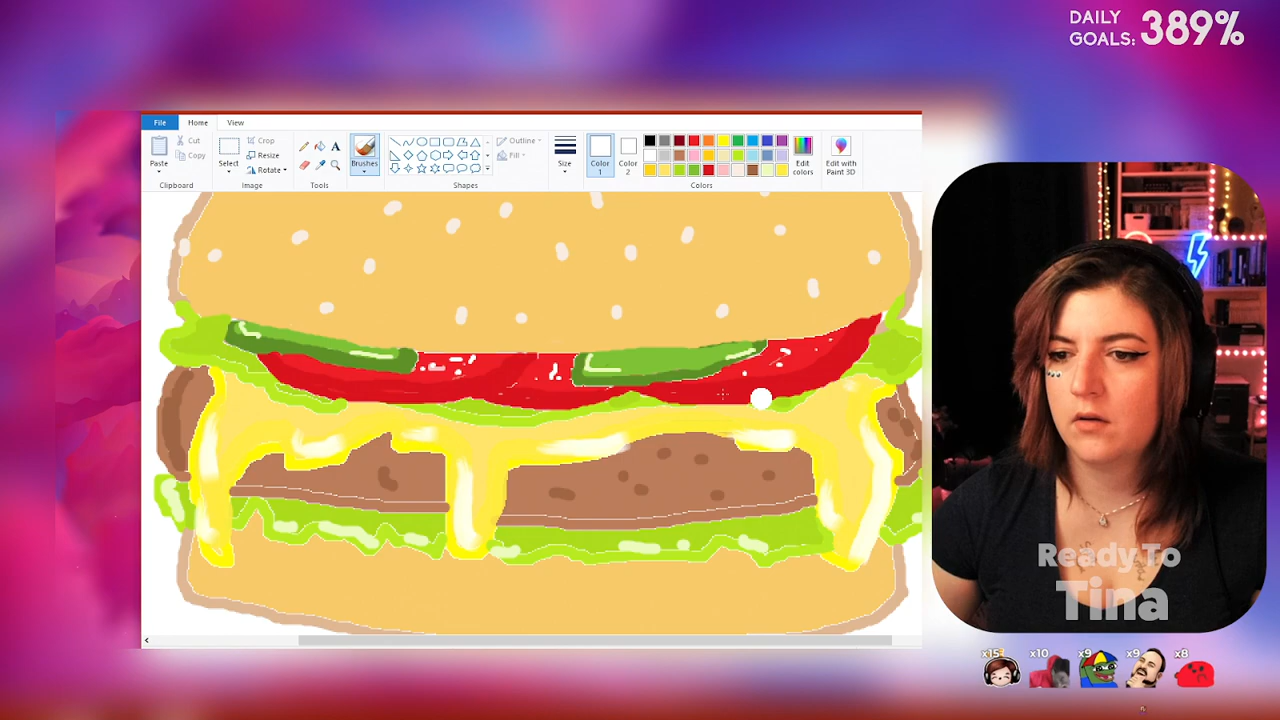 DAILY
GOALS: 389%
File Home View
Paste
Cut
Copy
Clipboard
Select
Crop
Resize
Rotate
Image
Tools
Brushes
Outline
Fill
Shapes
Size
Color
1
Color
2
Edit
colors
Colors
Edit with
Paint 3D
Ready To
Tina
x15 x10 x9 x9 x8